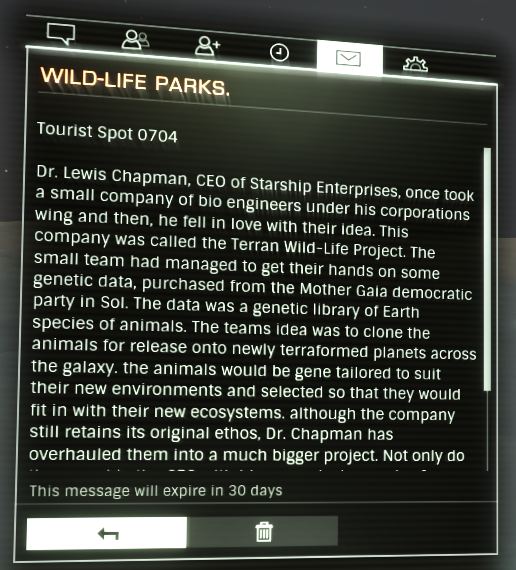 WILD-LIFE PARKS.
Tourist Spot 0704
Dr. Lewis Chapman, CEO of Starship Enterprises, once took
a small company of bio engineers under his corporations
wing and then, he fell in love with their idea. This
company was called the Terran Wild-Life Project. The
small team had managed to get their hands on some
genetic data, purchased from the Mother Gaia democratic
party in Sol. The data was a genetic library of Earth
species of animals. The teams idea was to clone the
animals for release onto newly terraformed planets across
the galaxy. the animals would be gene tailored to suit
their new environments and selected so that they would
fit in with their new ecosystems. although the company
still retains its original ethos, Dr. Chapman has
overhauled them into a much bigger project. Not only do
This message will expire in 30 days